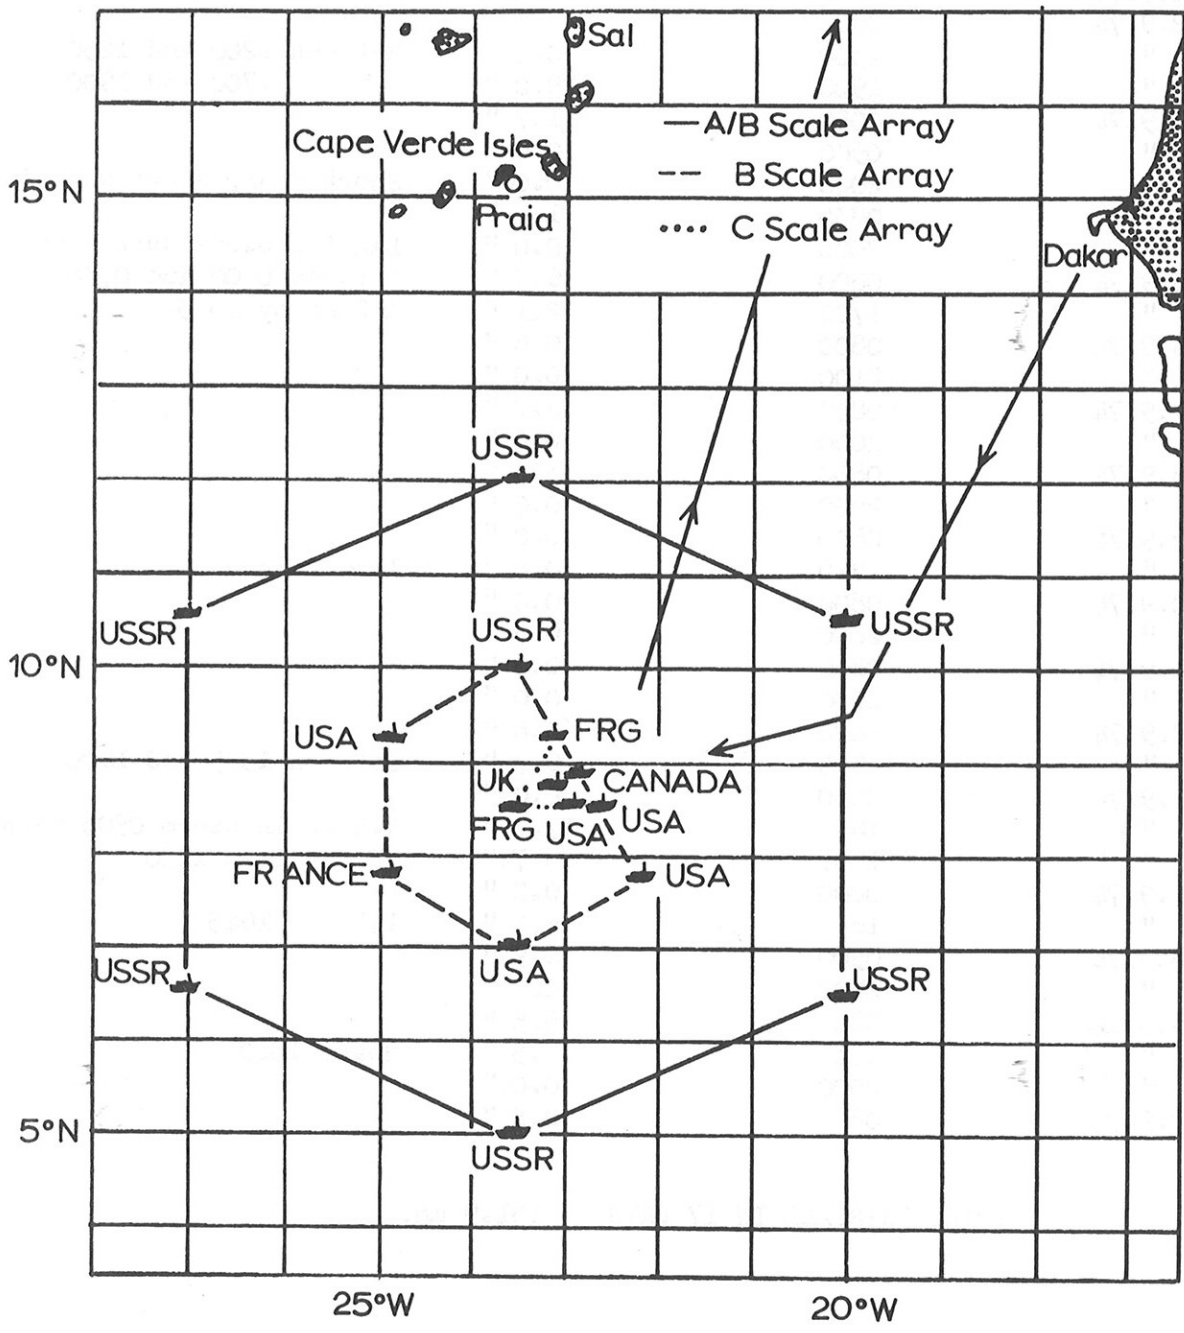 Sal
Cape Verde Isles
— A/B Scale Array
-- B Scale Array
.... C Scale Array
15°N
Praia
Dakar
USSR
USSR
USSR
USSR
10°N
USA
FRG
UK
CANADA
FRG
USA
USA
FRANCE
USA
USA
USSR
USSR
5°N
USSR
25°W
20°W